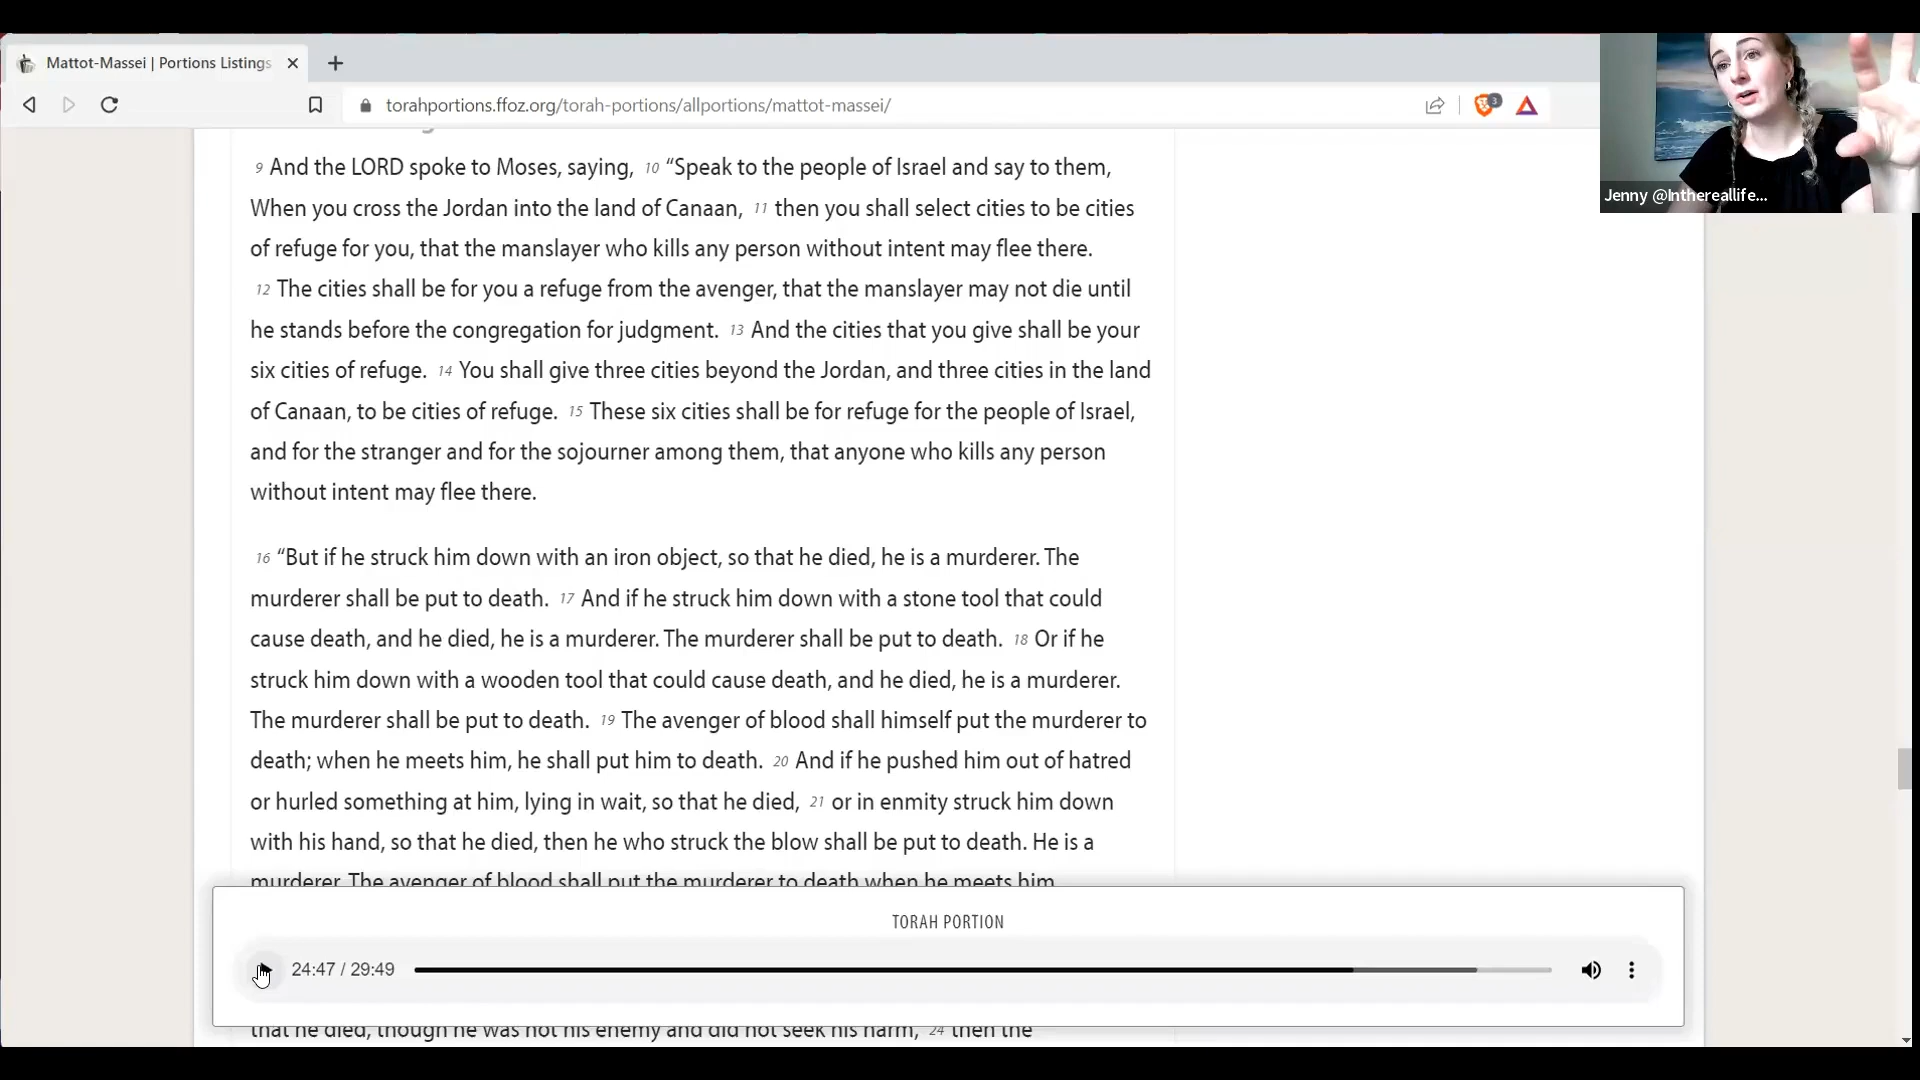 Mattot-Massei | Portions Listings
torahportions.ffoz.org/torah-portions/allportions/mattot-massei/
3
Jenny @Inthereallife...
9 And the LORD spoke to Moses, saying, 10 “Speak to the people of Israel and say to them,
When you cross the Jordan into the land of Canaan, 11 then you shall select cities to be cities
of refuge for you, that the manslayer who kills any person without intent may flee there.
12 The cities shall be for you a refuge from the avenger, that the manslayer may not die until
he stands before the congregation for judgment. 13 And the cities that you give shall be your
six cities of refuge. 14 You shall give three cities beyond the Jordan, and three cities in the land
of Canaan, to be cities of refuge. 15 These six cities shall be for refuge for the people of Israel,
and for the stranger and for the sojourner among them, that anyone who kills any person
without intent may flee there.
16 “But if he struck him down with an iron object, so that he died, he is a murderer. The
murderer shall be put to death. 17 And if he struck him down with a stone tool that could
cause death, and he died, he is a murderer. The murderer shall be put to death. 18 Or if he
struck him down with a wooden tool that could cause death, and he died, he is a murderer.
The murderer shall be put to death. 19 The avenger of blood shall himself put the murderer to
death; when he meets him, he shall put him to death. 20 And if he pushed him out of hatred
or hurled something at him, lying in wait, so that he died, 21 or in enmity struck him down
with his hand, so that he died, then he who struck the blow shall be put to death. He is a
murderer. The avenger of blood shall put the murderer to death when he meets him.
TORAH PORTION
24:47 / 29:49
that he died, though he was not his enemy and did not seek his harm, 24 then the